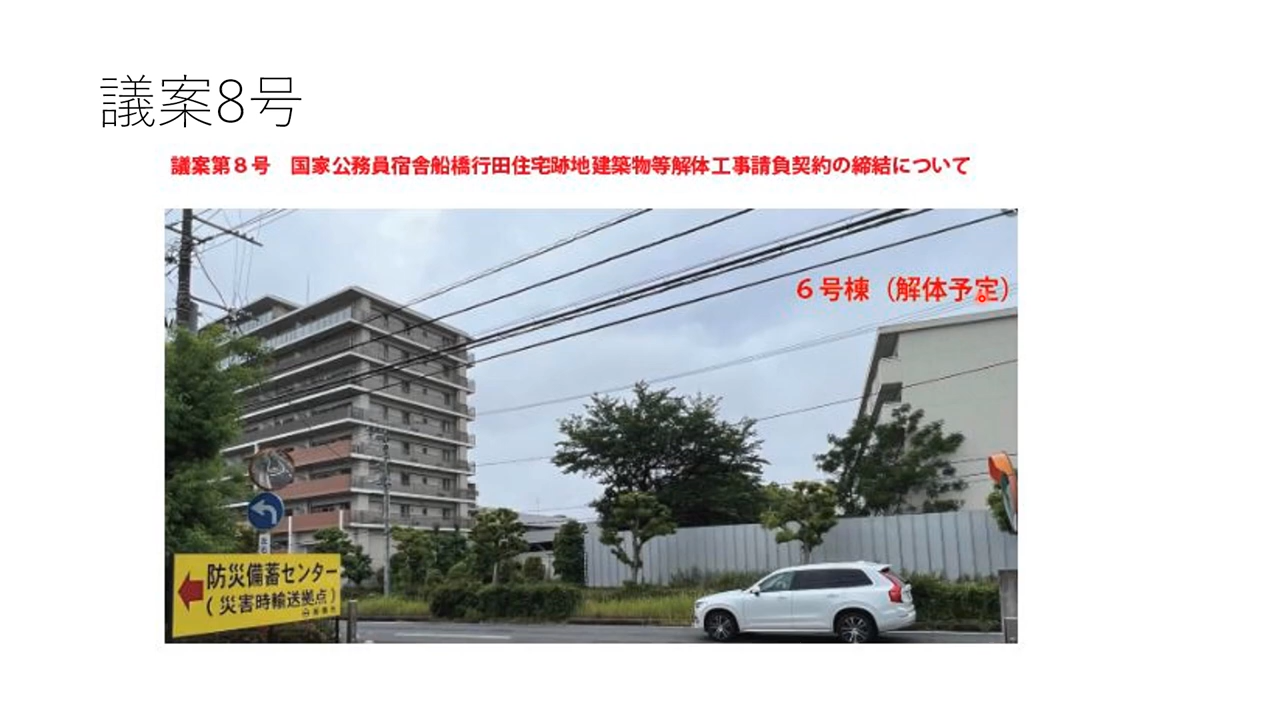 議案8号
議案第８号　国家公務員宿舎船橋行田住宅跡地建築物等解体工事請負契約の締結について
６号棟（解体予定）
防災備蓄センター
（災害時輸送拠点）